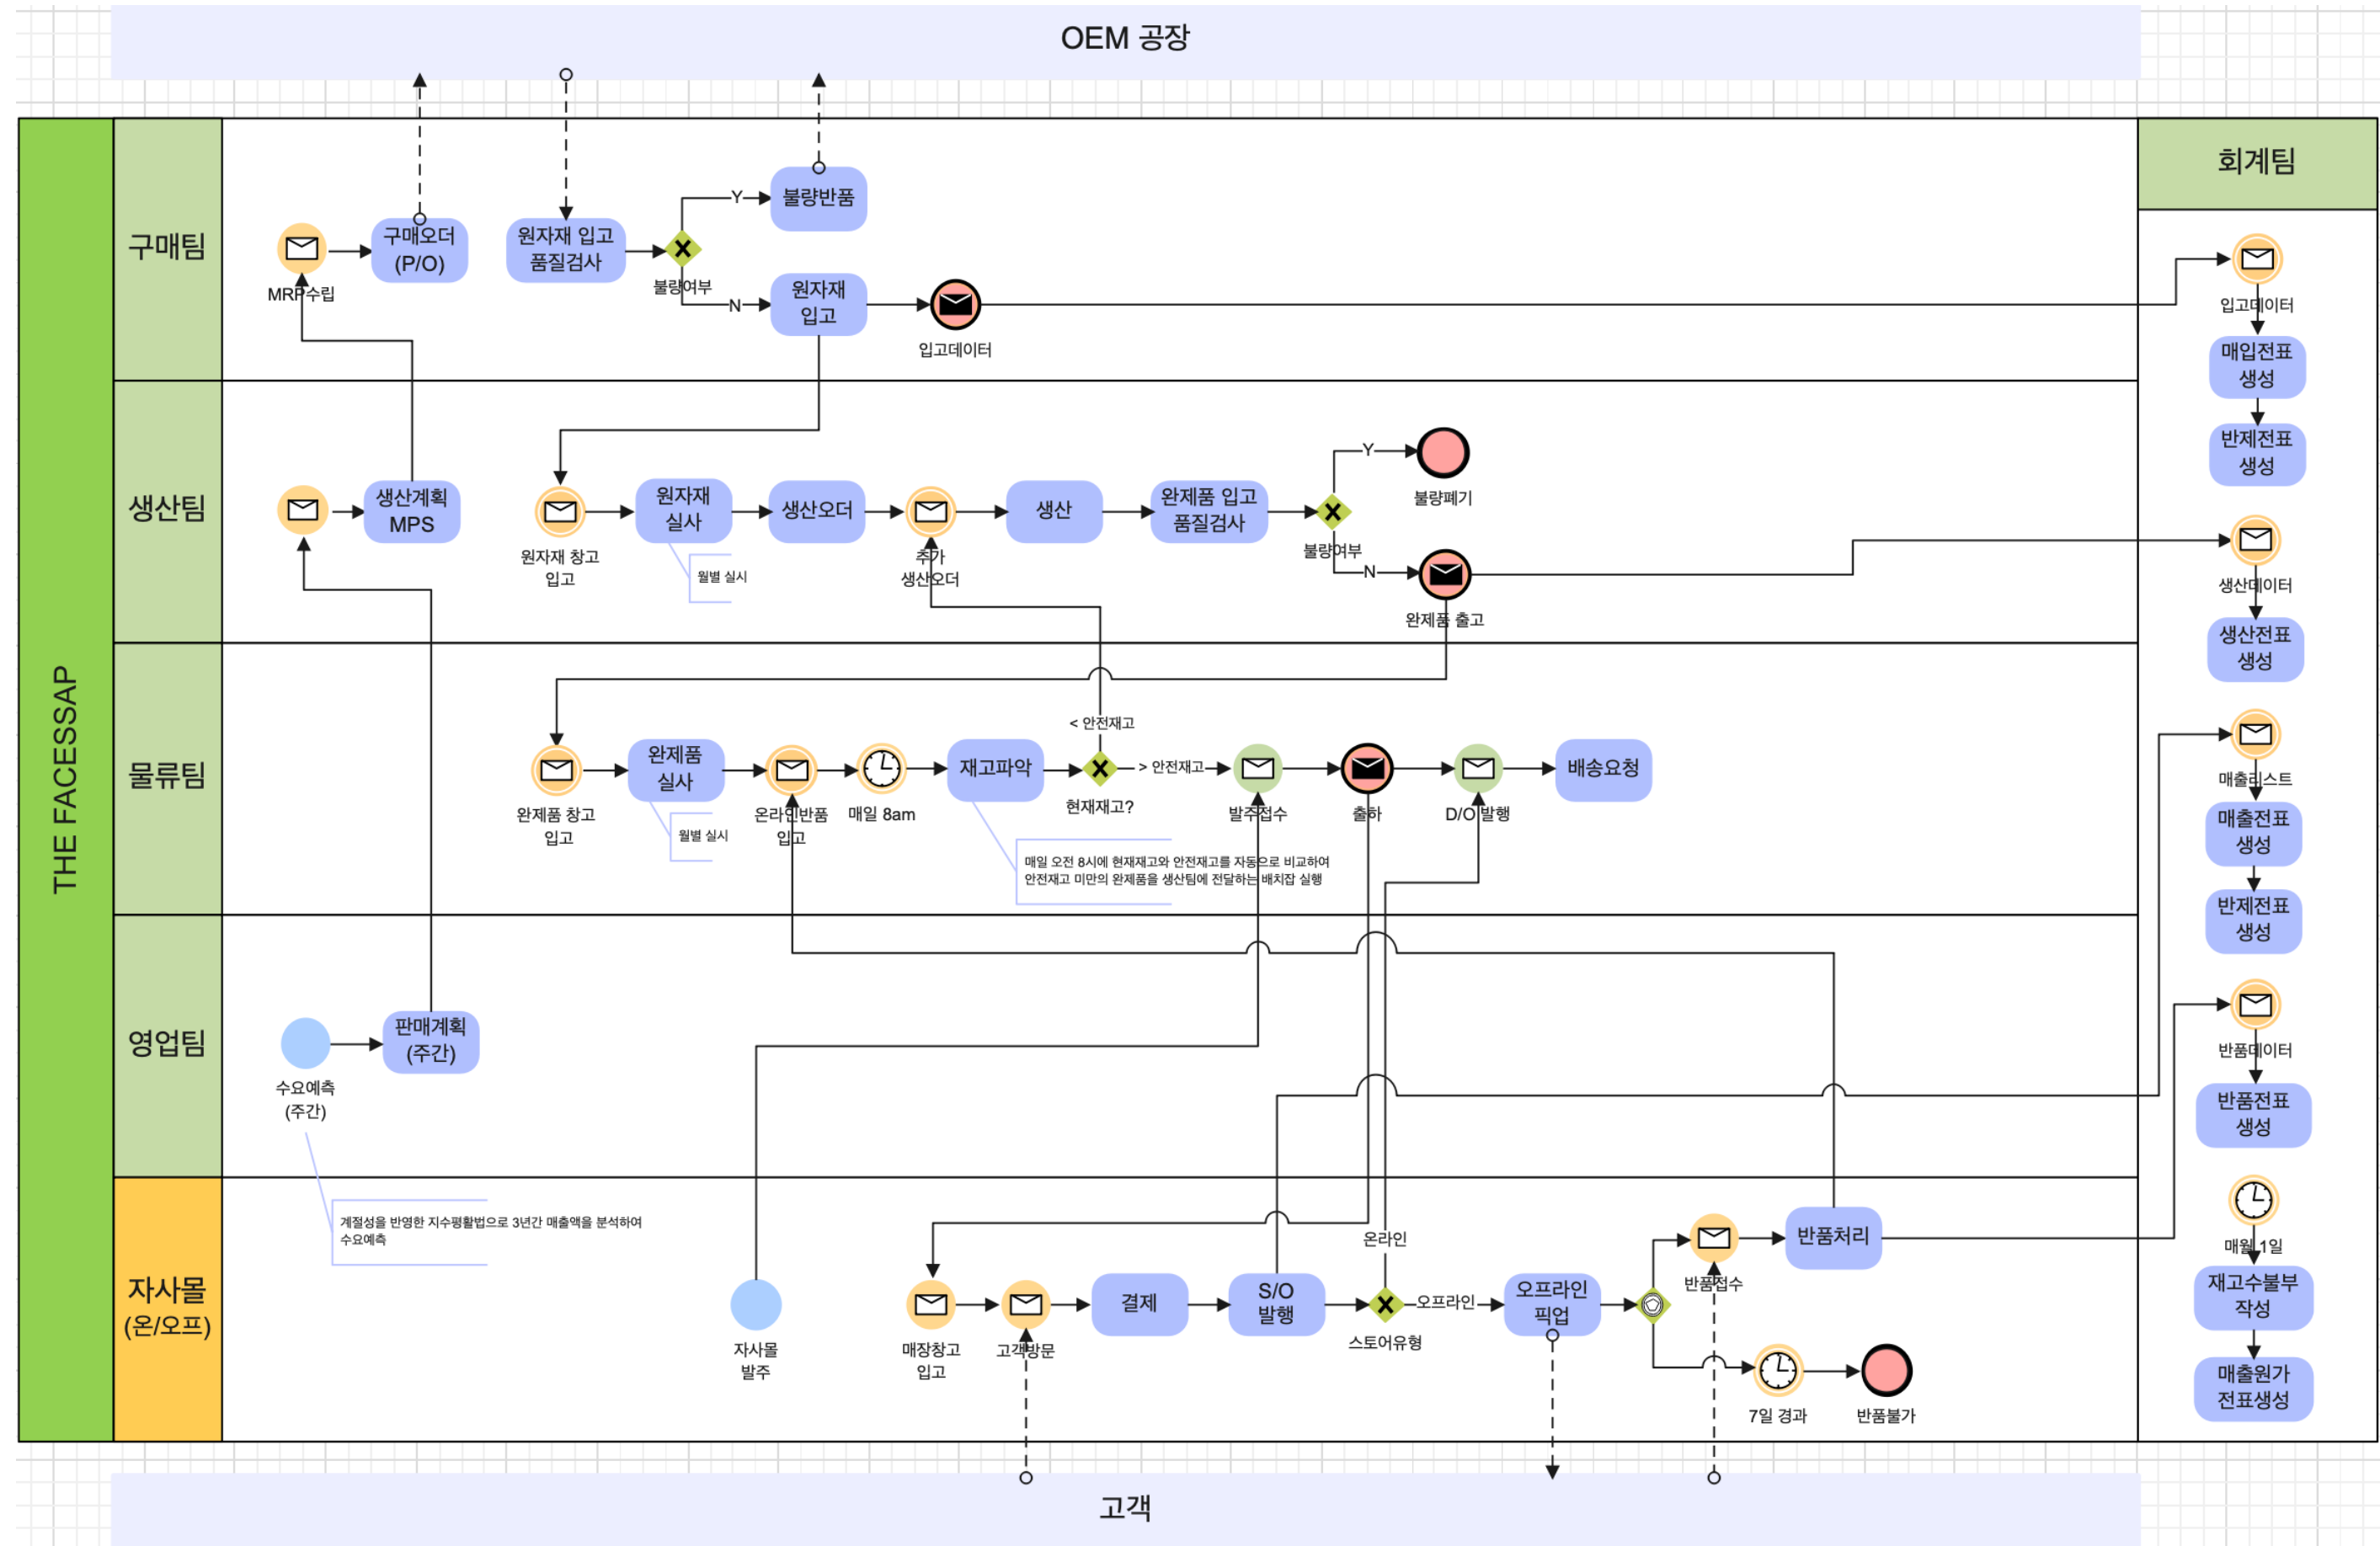 OEM 공장
THE FACESSAP
회계팀
구매팀
MRP수립
구매오더
(P/O)
원자재 입고
품질검사
불량여부
Y
N
불량반품
원자재
입고
입고데이터
입고데이터
매입전표
생성
반제전표
생성
생산팀
생산계획
MPS
원자재 창고
입고
원자재
실사
월별 실시
생산오더
추가
생산오더
생산
완제품 입고
품질검사
불량여부
Y
N
불량폐기
완제품 출고
생산데이터
생산전표
생성
물류팀
완제품 창고
입고
완제품
실사
월별 실시
온라인반품
입고
매일 8am
재고파악
매일 오전 8시에 현재재고와 안전재고를 자동으로 비교하여
안전재고 미만의 완제품을 생산팀에 전달하는 배치잡 실행
< 안전재고
> 안전재고
현재재고?
발주접수
출하
D/O 발행
배송요청
매출리스트
매출전표
생성
반제전표
생성
영업팀
수요예측
(주간)
판매계획
(주간)
계절성을 반영한 지수평활법으로 3년간 매출액을 분석하여
수요예측
반품데이터
반품전표
생성
자사몰
(온/오프)
자사몰
발주
매장창고
입고
고객방문
결제
S/O
발행
온라인
오프라인
스토어유형
오프라인
픽업
반품접수
반품처리
7일 경과
반품불가
매월 1일
재고수불부
작성
매출원가
전표생성
고객